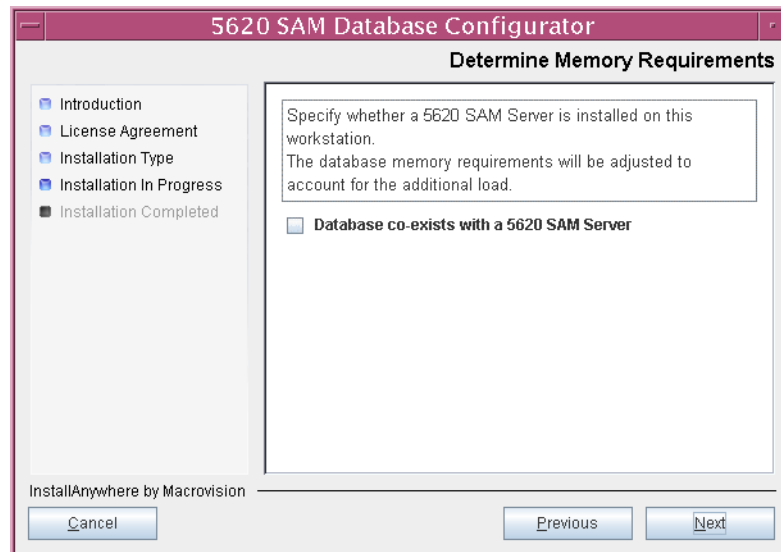 5620 SAM Database Configurator
Determine Memory Requirements
Introduction
License Agreement
Installation Type
Installation In Progress
Installation Completed
Specify whether a 5620 SAM Server is installed on this
workstation.
The database memory requirements will be adjusted to
account for the additional load.
Database co-exists with a 5620 SAM Server
InstallAnywhere by Macrovision
Cancel
Previous
Next